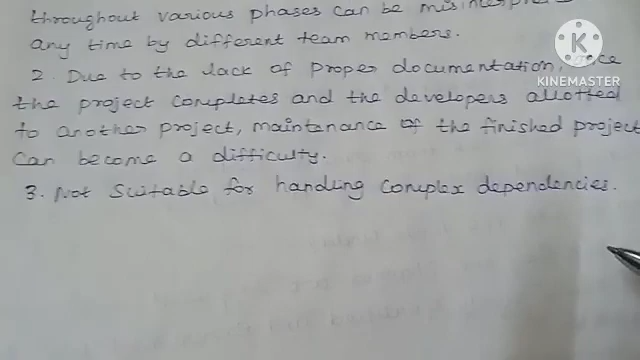 throughout various phases can be
any time by different team members.
2. Due to the lack of proper documentation,
the project completes and the developers allotted
to another project, maintenance of the finished project
can become a difficulty.
3. Not suitable for handling complex dependencies.
KINEMASTER